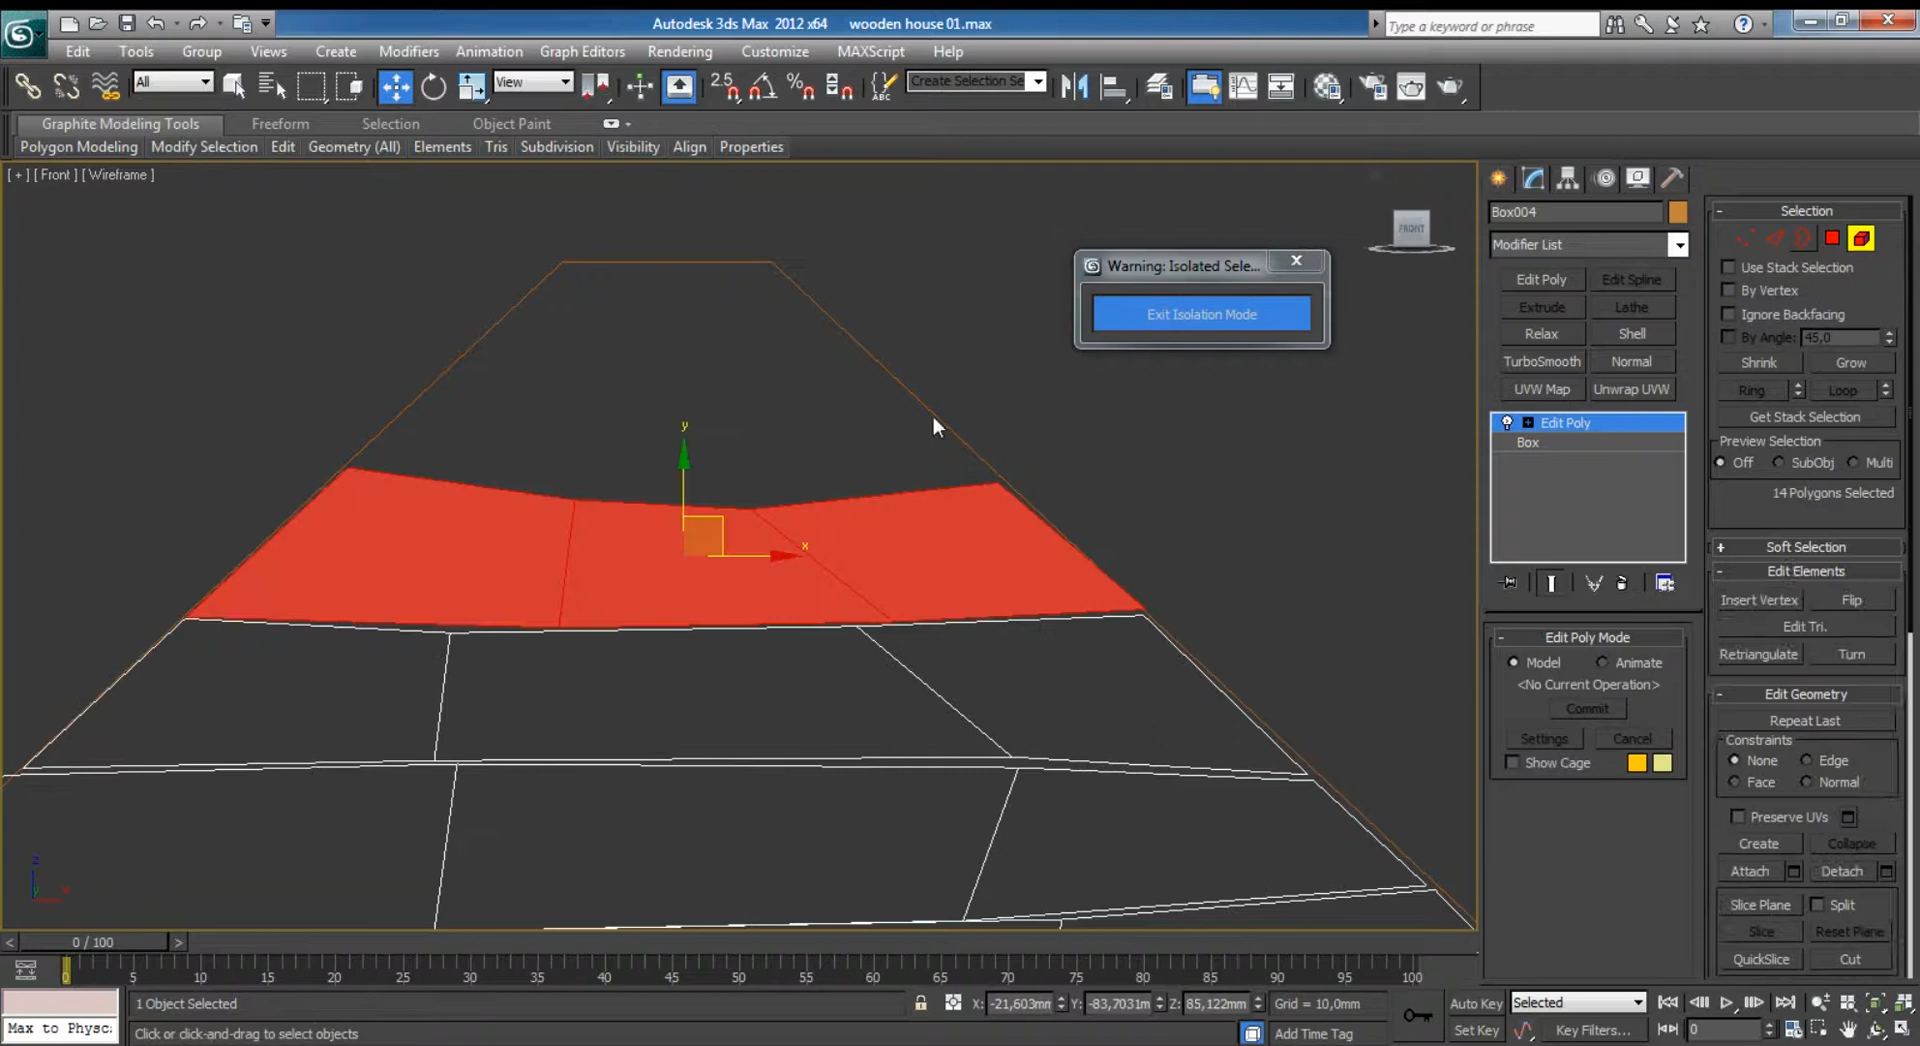 Autodesk 3ds Max 2012 x64 wooden house 01.max
Type a keyword or phrase
Edit Tools Group Views Create Modifiers Animation Graph Editors Rendering Customize MAXScript Help
All
View
2.5
ABC
Create Selection Se
Graphite Modeling Tools Freeform Selection Object Paint
Polygon Modeling Modify Selection Edit Geometry (All) Elements Tris Subdivision Visibility Align Properties
[ + ] [ Front ] [ Wireframe ]
FRONT
Warning: Isolated Sele...
Exit Isolation Mode
y
x
Box004
Modifier List
Edit Poly Edit Spline
Extrude Lathe
Relax Shell
TurboSmooth Normal
UVW Map Unwrap UVW
Edit Poly
Box
Edit Poly Mode
Model Animate
<No Current Operation>
Commit
Settings Cancel
Show Cage
Selection
Use Stack Selection
By Vertex
Ignore Backfacing
By Angle: 45,0
Shrink Grow
Ring Loop
Get Stack Selection
Preview Selection
Off SubObj Multi
14 Polygons Selected
Soft Selection
Edit Elements
Insert Vertex Flip
Edit Tri.
Retriangulate Turn
Edit Geometry
Repeat Last
Constraints
None Edge
Face Normal
Preserve UVs
Create Collapse
Attach Detach
Slice Plane Split
Slice Reset Plane
QuickSlice Cut
< 0 / 100 >
0 5 10 15 20 25 30 35 40 45 50 55 60 65 70 75 80 85 90 95 100
1 Object Selected X: -21,603mm Y: -83,7031m Z: 85,122mm Grid = 10,0mm Auto Key Selected
Max to Physc: Click or click-and-drag to select objects Add Time Tag Set Key Key Filters... 0